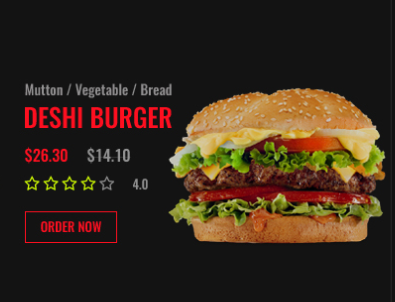 Mutton / Vegetable / Bread
DESHI BURGER
$26.30 $14.10
4.0
ORDER NOW